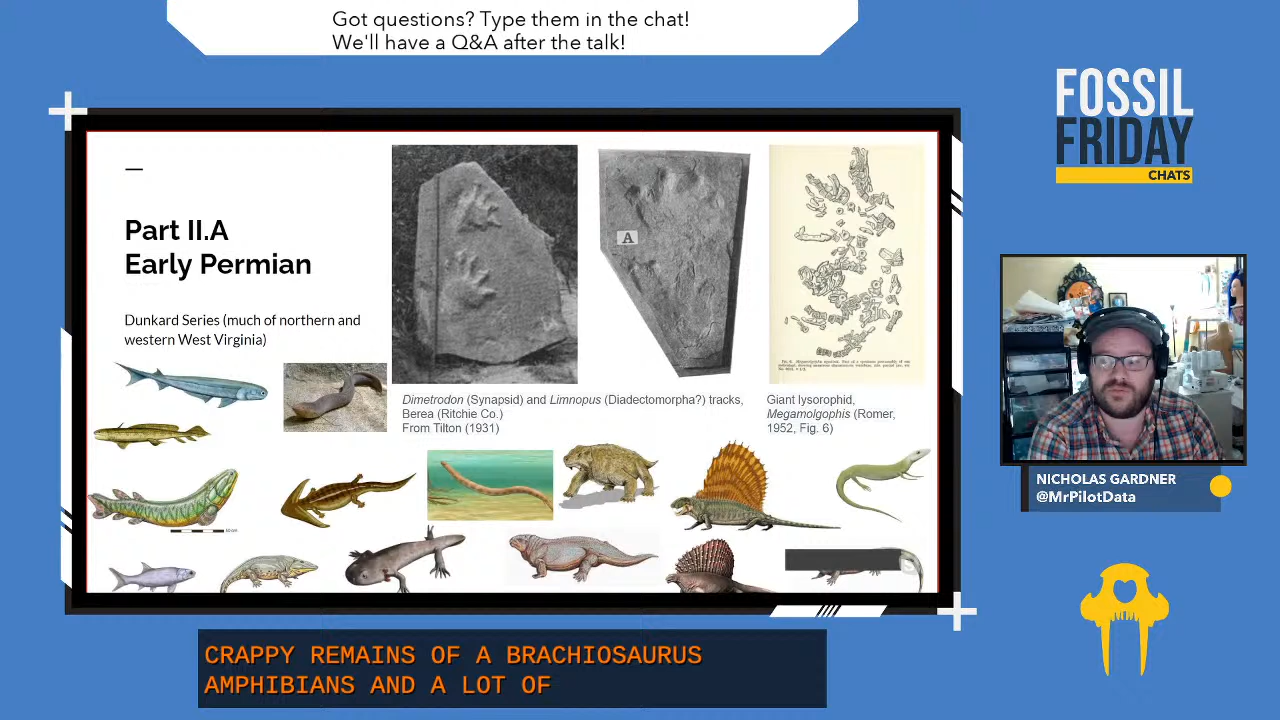 Got questions? Type them in the chat!
We'll have a Q&A after the talk!
FOSSIL
FRIDAY
CHATS
Part II.A
Early Permian
Dunkard Series (much of northern and
western West Virginia)
A
Dimetrodon (Synapsid) and Limnopus (Diadectomorpha?) tracks,
Berea (Ritchie Co.)
From Tilton (1931)
Giant lysorophid,
Megamolgophis (Romer,
1952, Fig. 6)
NICHOLAS GARDNER
@MrPilotData
CRAPPY REMAINS OF A BRACHIOSAURUS
AMPHIBIANS AND A LOT OF